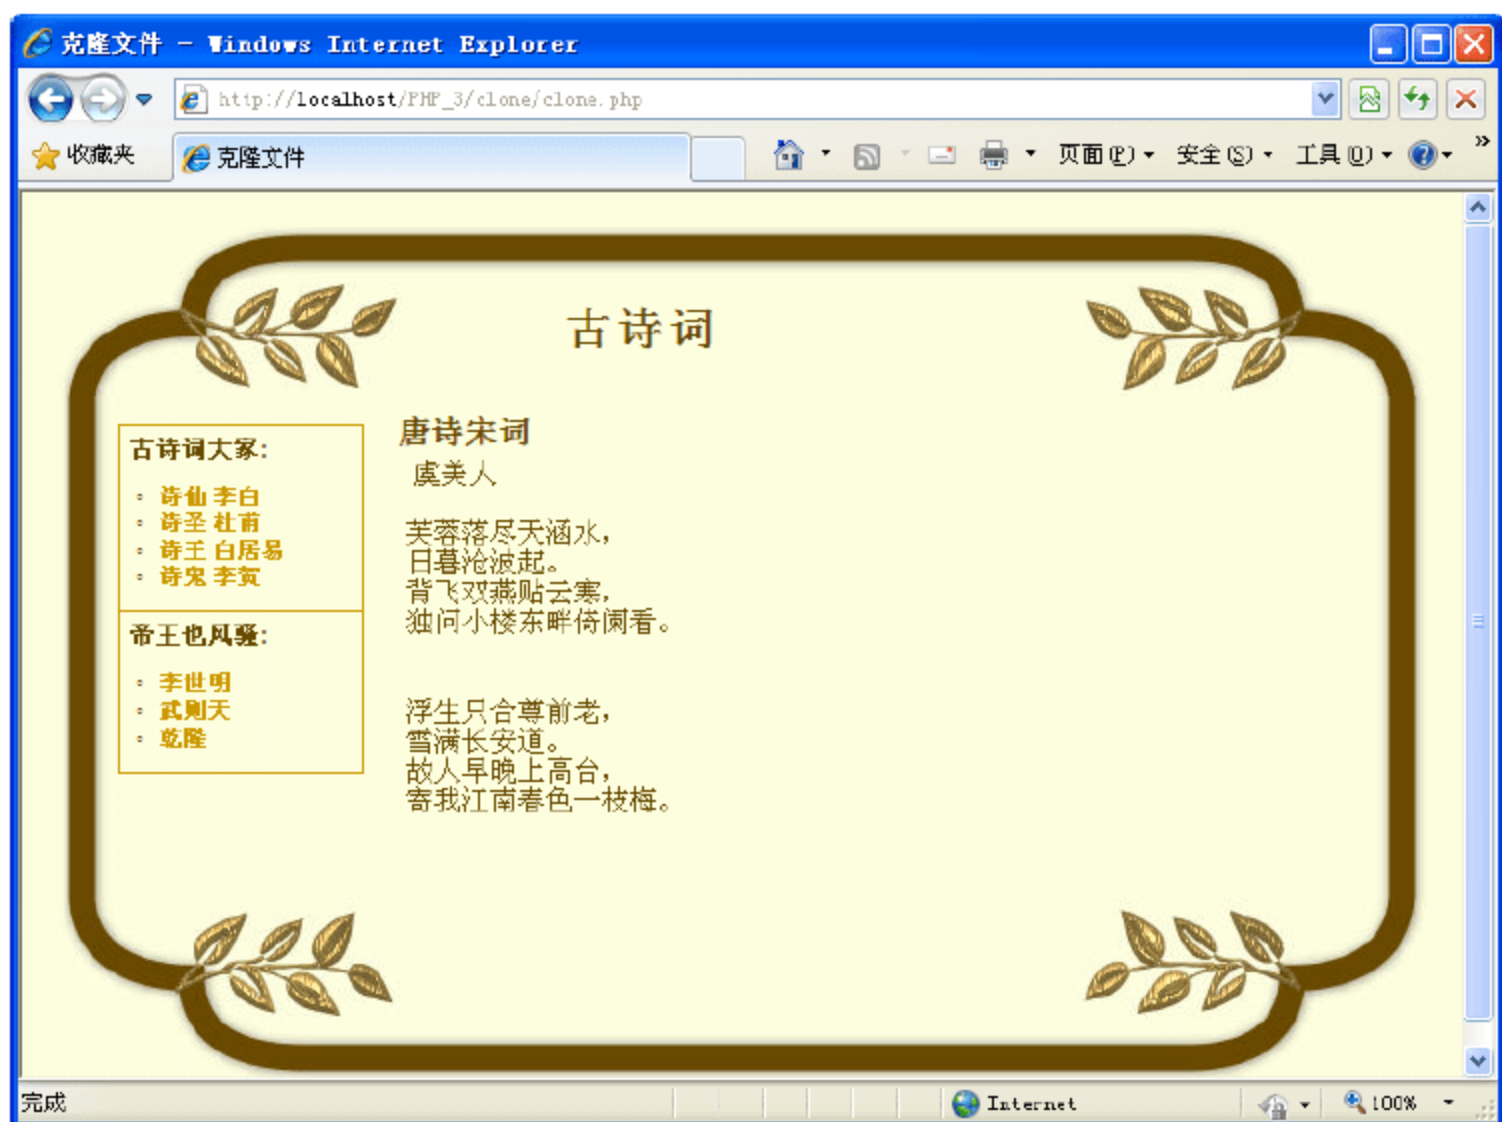 克隆文件 - Windows Internet Explorer
http://localhost/PHP_3/clone/clone.php
收藏夹
克隆文件
页面(P)
安全(S)
工具(O)
»
古诗词
古诗词大家:
诗仙 李白
诗圣 杜甫
诗王 白居易
诗鬼 李贺
帝王也风骚:
李世明
武则天
乾隆
唐诗宋词
虞美人
芙蓉落尽天涵水，
日暮沧波起。
背飞双燕贴云寒，
独问小楼东畔倚阑看。
浮生只合尊前老，
雪满长安道。
故人早晚上高台，
寄我江南春色一枝梅。
完成
Internet
100%